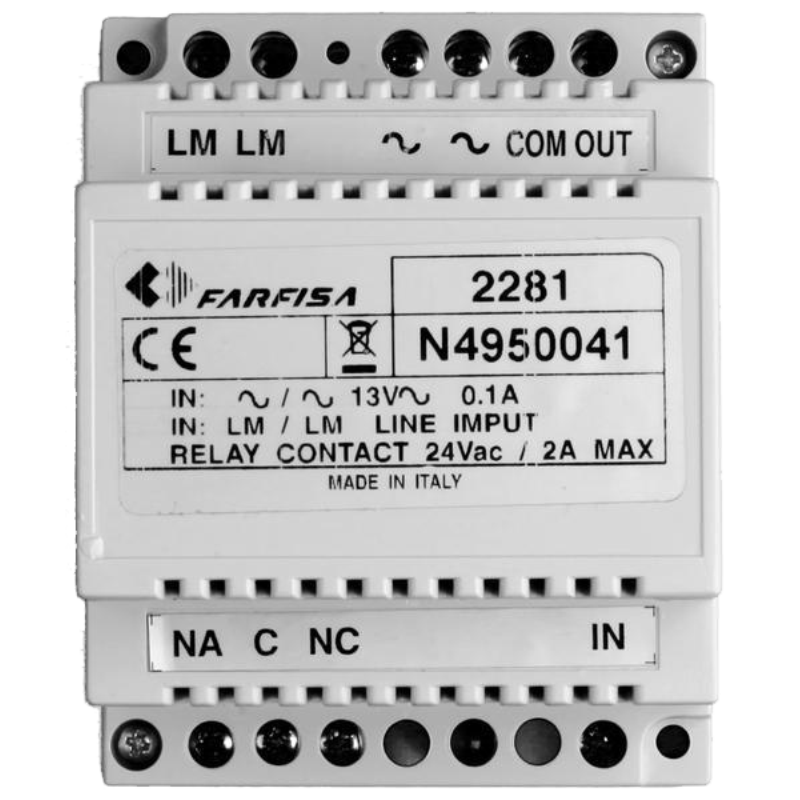 LM LM ∿ ∿ COM OUT
FARFISA
2281
CE
N4950041
IN: ∿ / ∿ 13V∿ 0.1A
IN: LM / LM LINE IMPUT
RELAY CONTACT 24Vac / 2A MAX
MADE IN ITALY
NA C NC IN